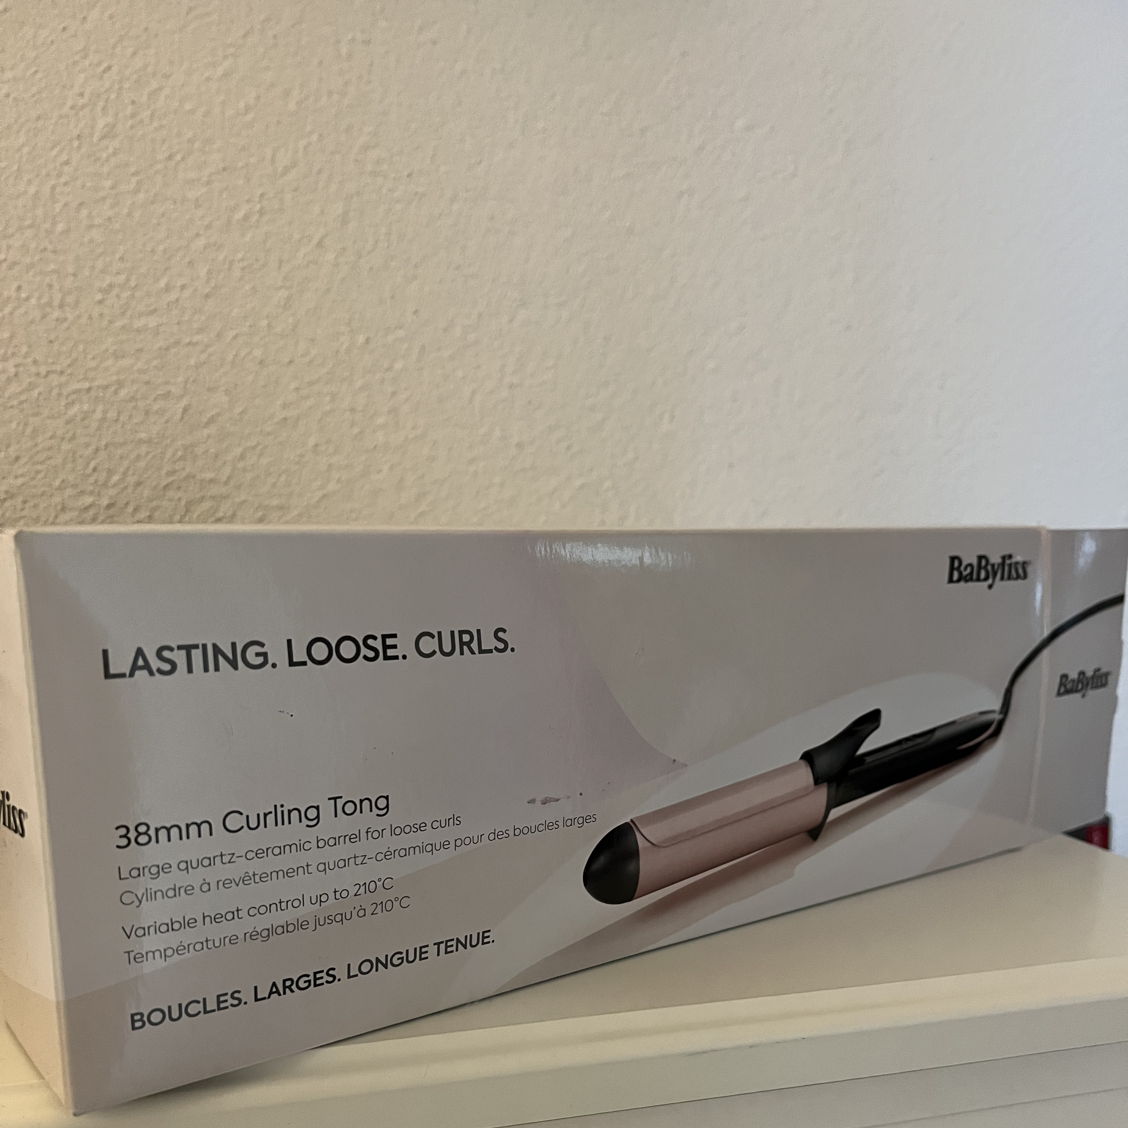 BaByliss
LASTING. LOOSE. CURLS.
BaByliss
38mm Curling Tong
Large quartz-ceramic barrel for loose curls
Cylindre à revêtement quartz-céramique pour des boucles larges
Variable heat control up to 210°C
Température réglable jusqu'à 210°C
BOUCLES. LARGES. LONGUE TENUE.